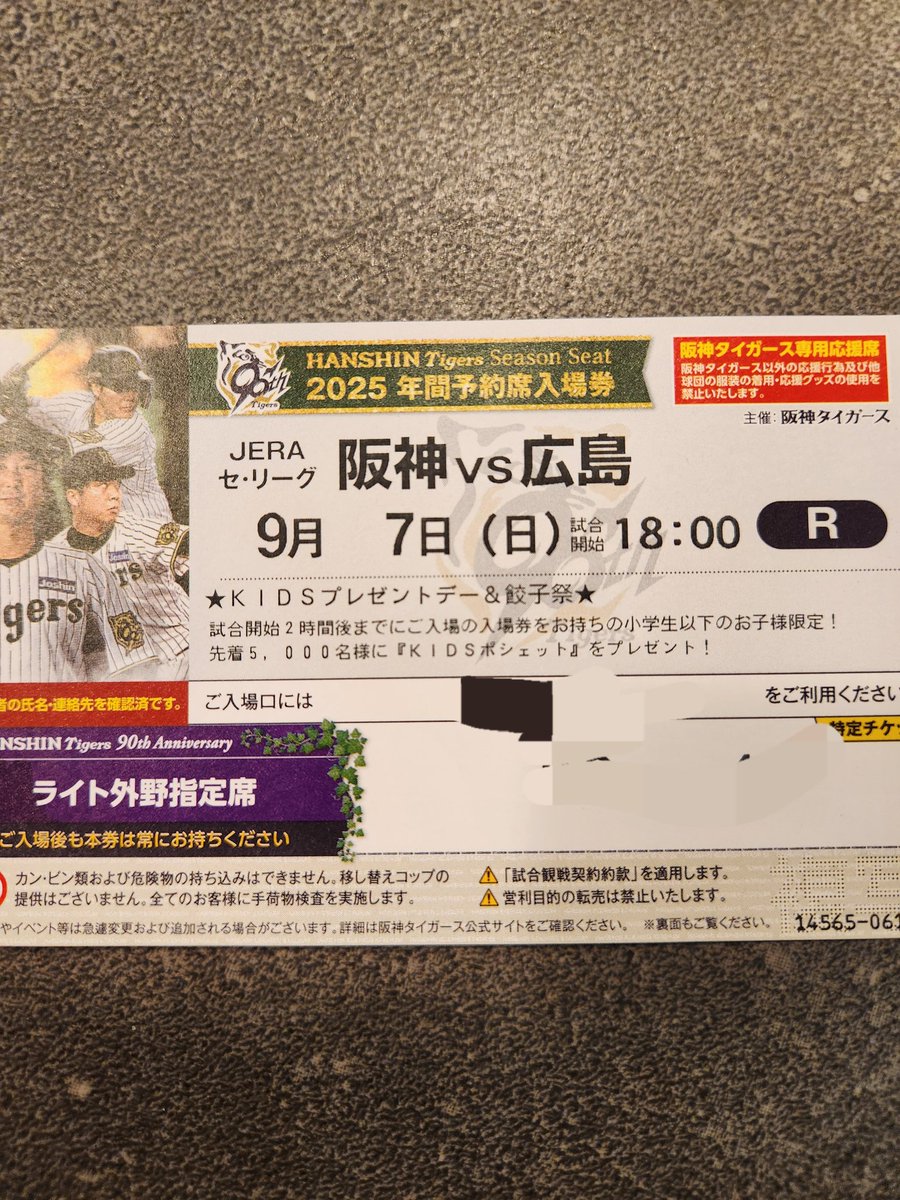 HANSHIN Tigers Season Seat
2025 年間予約席入場券
90th
Tigers
阪神タイガース専用応援席
阪神タイガース以外の応援行為及び他
球団の服装の着用・応援グッズの使用を
禁止いたします。
主催：阪神タイガース
JERA
セ・リーグ
阪神vs広島
9月 7日（日）試合開始 18：00
R
★KIDSプレゼントデー＆餃子祭★
試合開始2時間後までにご入場の入場券をお持ちの小学生以下のお子様限定！
先着5，000名様に『KIDSポシェット』をプレゼント！
Joshin
igers
者の氏名・連絡先を確認済です。
ご入場口には
をご利用ください
NSHIN Tigers 90th Anniversary
特定チケッ
ライト外野指定席
ご入場後も本券は常にお持ちください
カン・ビン類および危険物の持ち込みはできません。移し替えコップの
提供はございません。全てのお客様に手荷物検査を実施します。
「試合観戦契約約款」を適用します。
営利目的の転売は禁止いたします。
やイベント等は急遽変更および追加される場合がございます。詳細は阪神タイガース公式サイトをご確認ください。 ※裏面もご覧ください。
14565-061